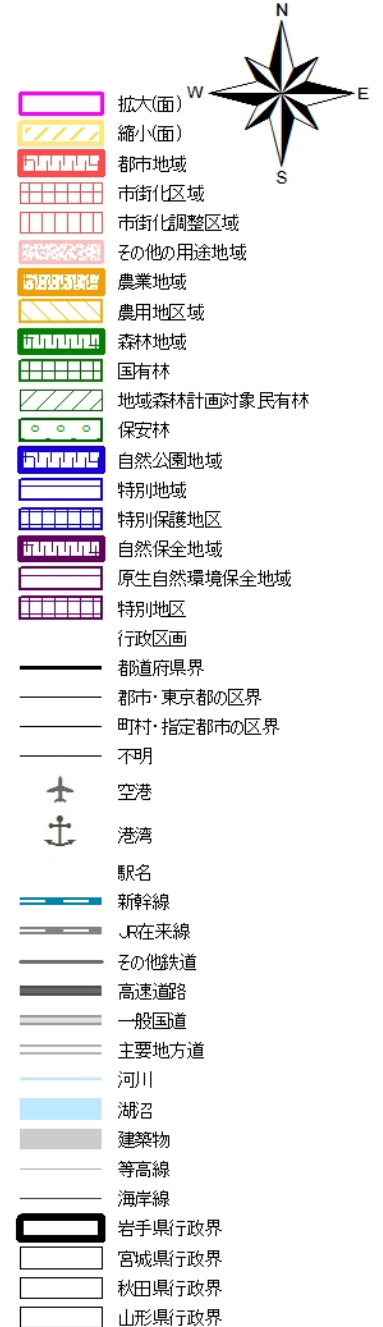 N
W
E
S
拡大(面)
縮小(面)
都市地域
市街化区域
市街化調整区域
その他の用途地域
農業地域
農用地区域
森林地域
国有林
地域森林計画対象民有林
保安林
自然公園地域
特別地域
特別保護地区
自然保全地域
原生自然環境保全地域
特別地区
行政区画
都道府県界
郡市・東京都の区界
町村・指定都市の区界
不明
空港
港湾
駅名
新幹線
JR在来線
その他鉄道
高速道路
一般国道
主要地方道
河川
湖沼
建築物
等高線
海岸線
岩手県行政界
宮城県行政界
秋田県行政界
山形県行政界